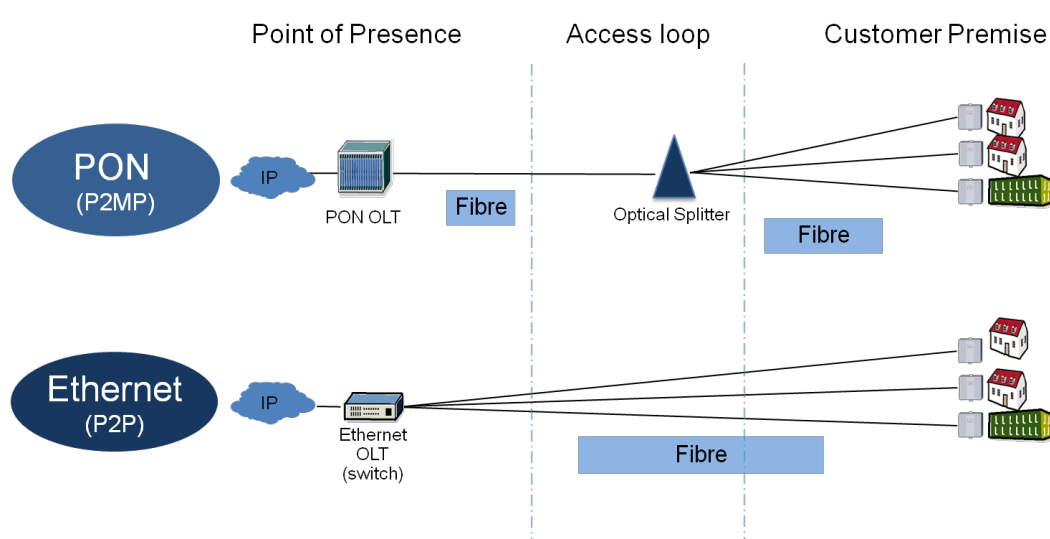 Point of Presence
Access loop
Customer Premise
PON
(P2MP)
IP
PON OLT
Fibre
Optical Splitter
Fibre
Ethernet
(P2P)
IP
Ethernet
OLT
(switch)
Fibre